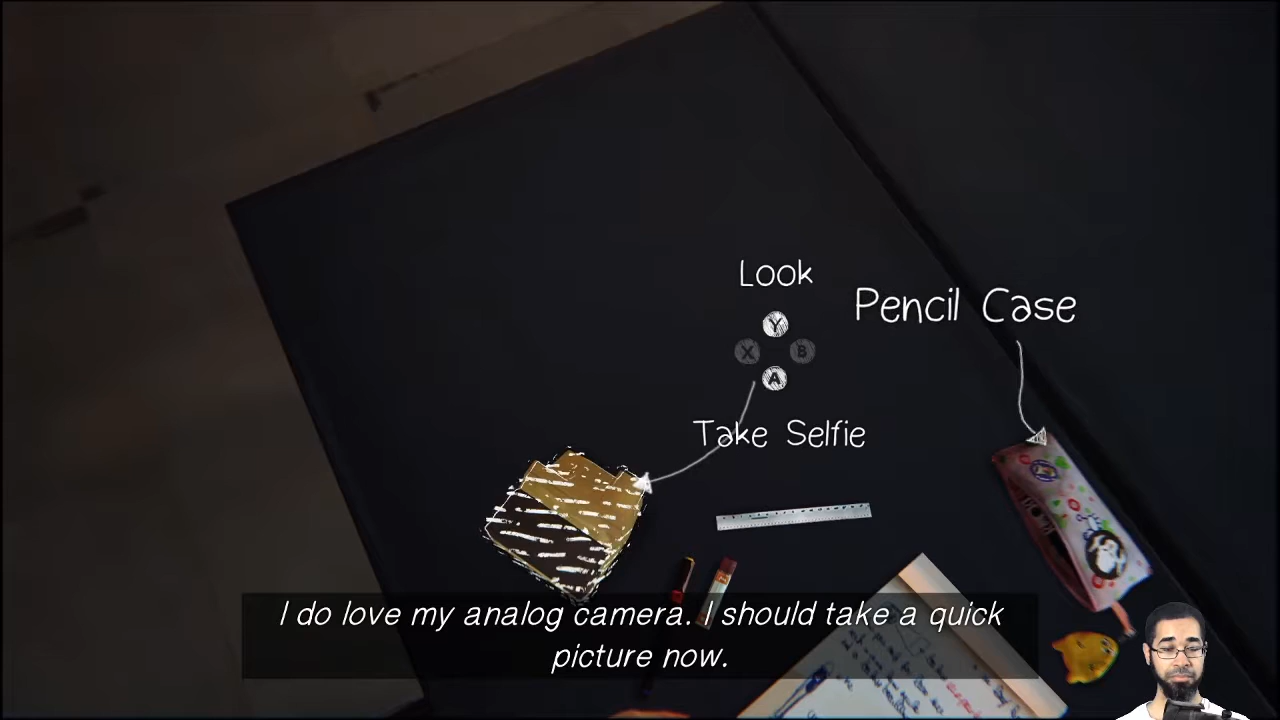 Look
Pencil Case
Y
X B
A
Take Selfie
I do love my analog camera. I should take a quick
picture now.